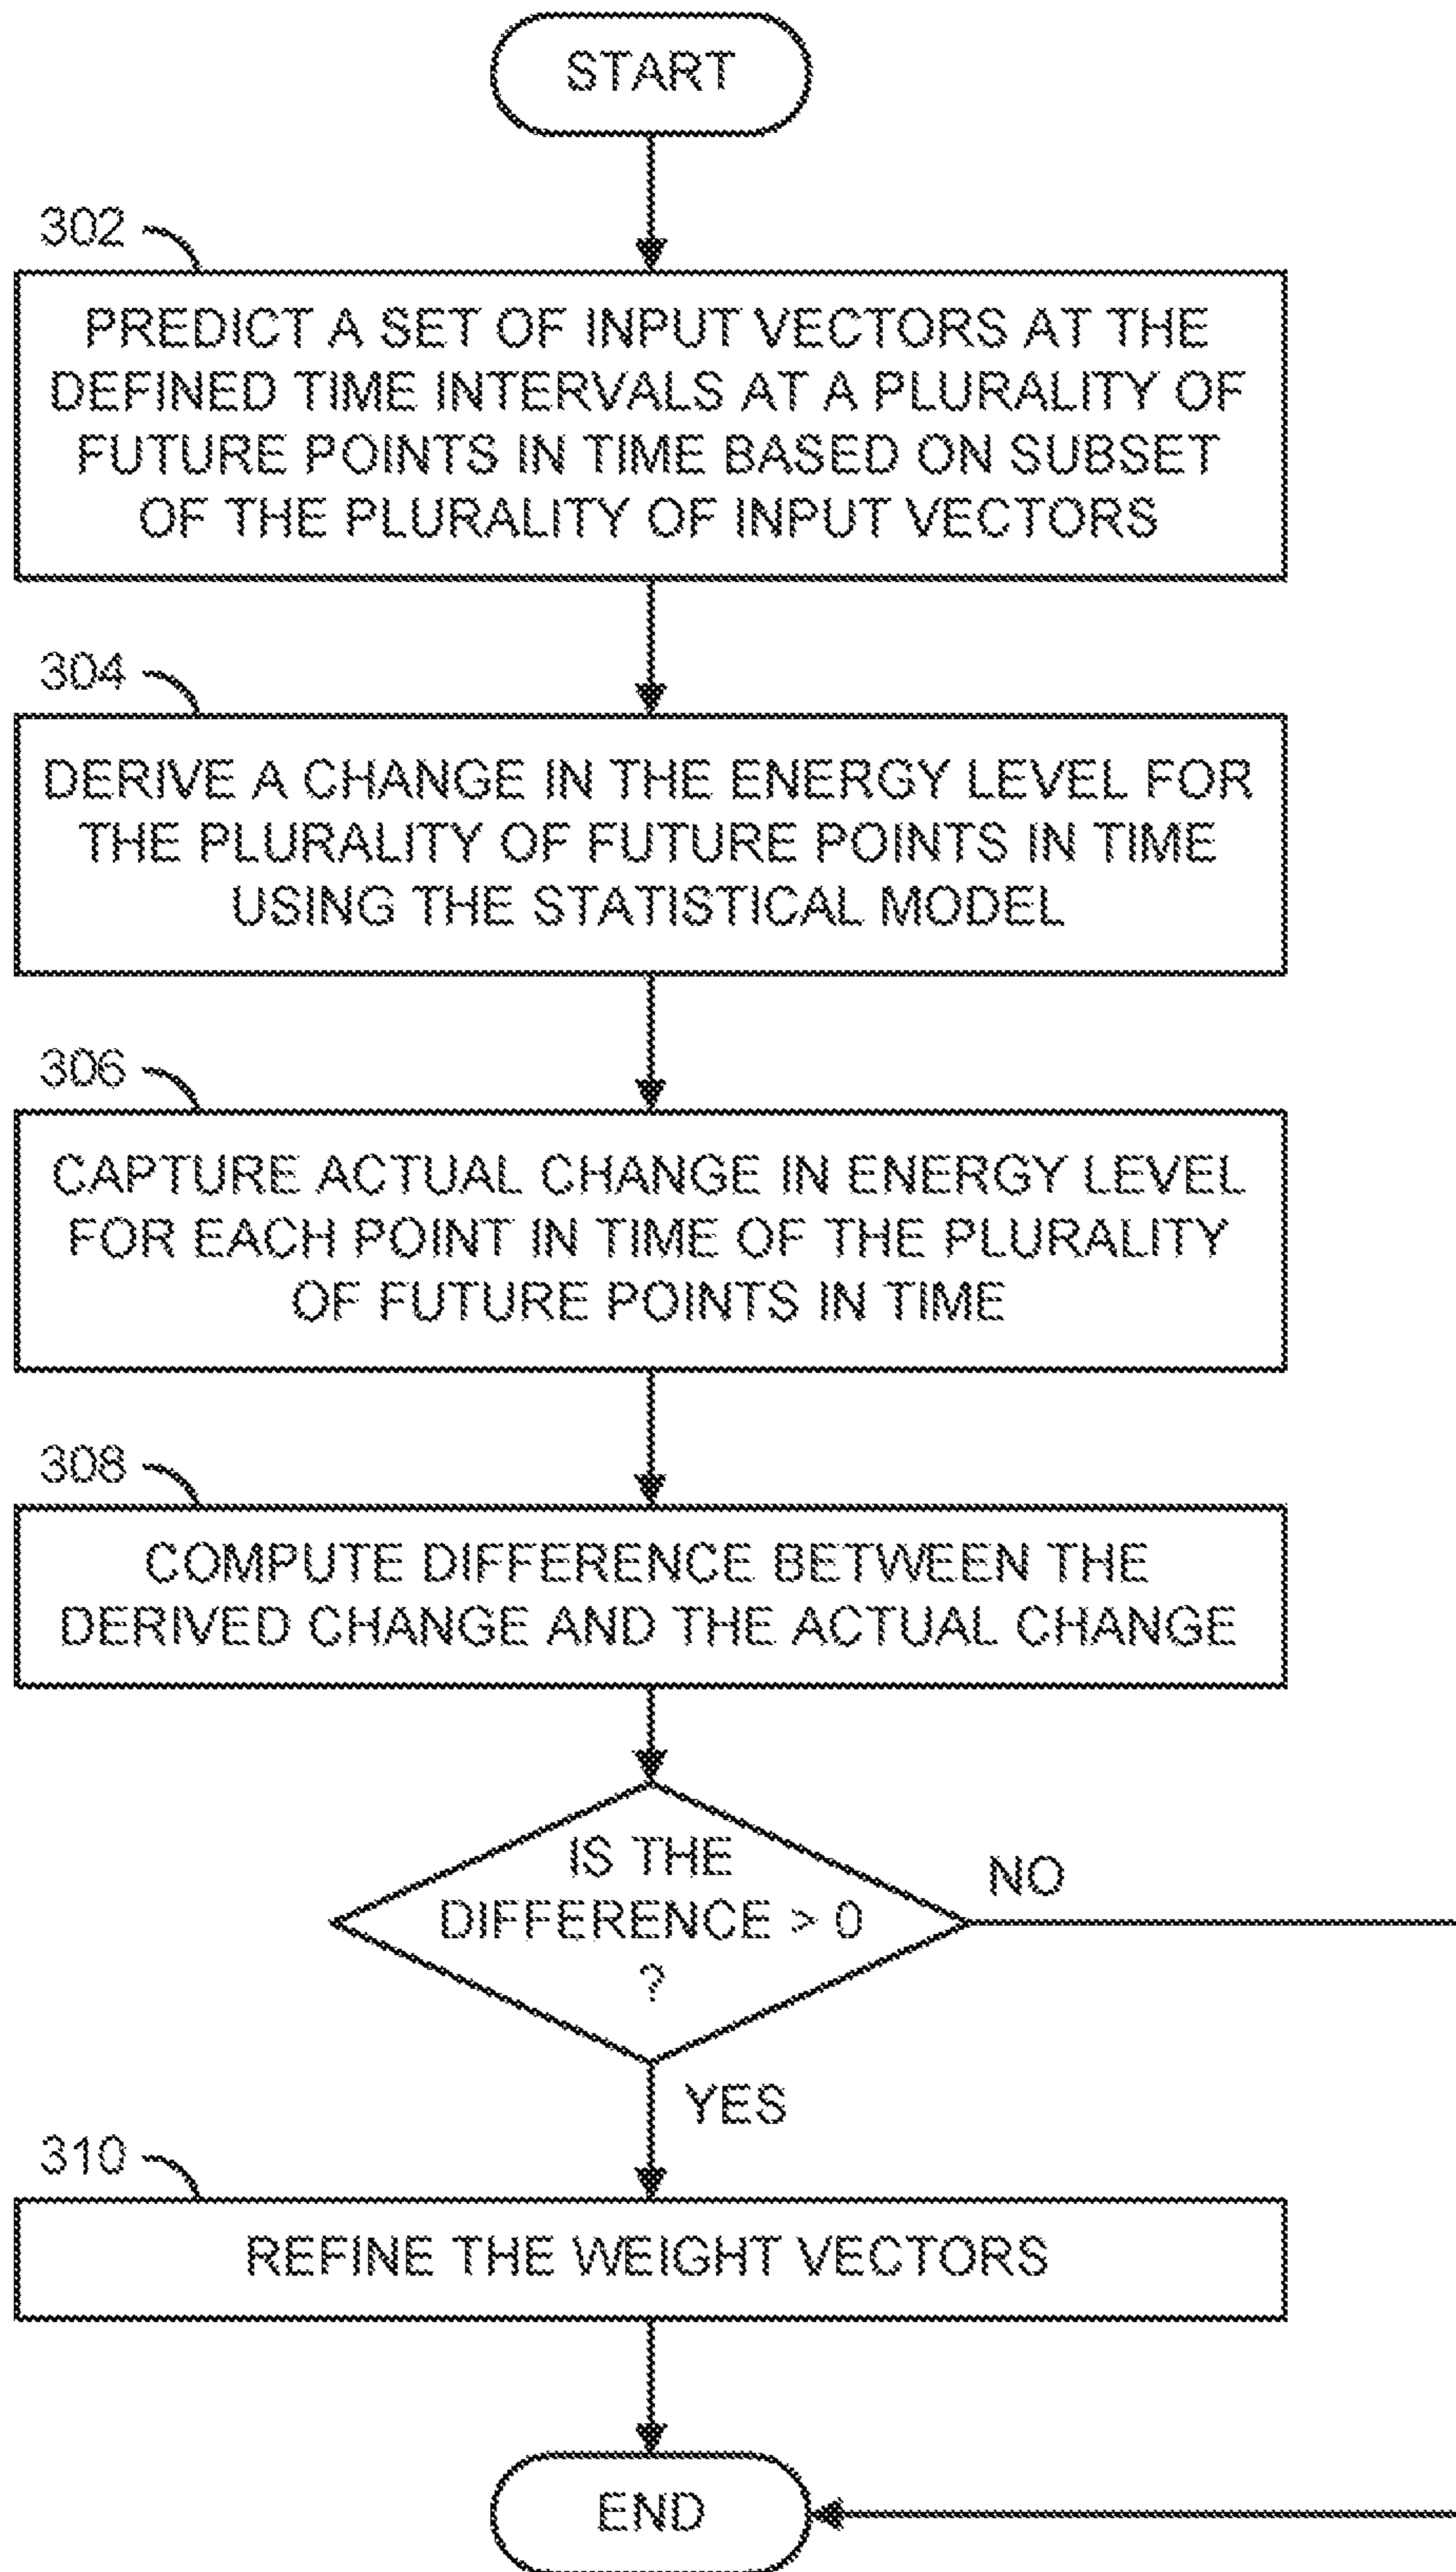 START
302
PREDICT A SET OF INPUT VECTORS AT THE
DEFINED TIME INTERVALS AT A PLURALITY OF
FUTURE POINTS IN TIME BASED ON SUBSET
OF THE PLURALITY OF INPUT VECTORS
304
DERIVE A CHANGE IN THE ENERGY LEVEL FOR
THE PLURALITY OF FUTURE POINTS IN TIME
USING THE STATISTICAL MODEL
306
CAPTURE ACTUAL CHANGE IN ENERGY LEVEL
FOR EACH POINT IN TIME OF THE PLURALITY
OF FUTURE POINTS IN TIME
308
COMPUTE DIFFERENCE BETWEEN THE
DERIVED CHANGE AND THE ACTUAL CHANGE
IS THE
DIFFERENCE > 0
?
NO
YES
310
REFINE THE WEIGHT VECTORS
END